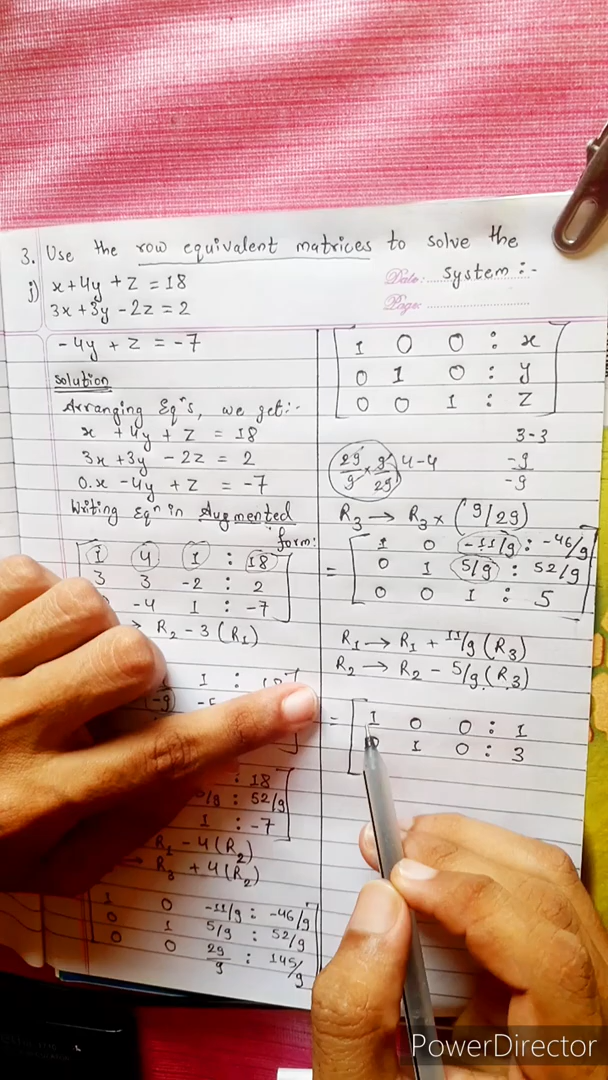 3. Use the row equivalent matrices to solve the
system :-
j) x + 4y + z = 18
3x + 3y - 2z = 2
- 4y + z = -7
Date:
Page:
Solution
Arranging Eqⁿs, we get:-
x + 4y + z = 18
3x + 3y - 2z = 2
0.x - 4y + z = -7
Writing Eqⁿ in Augmented
form:
1 4 1 : 18
3 3 -2 : 2
-4 1 : -7
R₂ - 3 (R₁)
1 :
: 18
: 52/9
1 : -7
- 4 (R₂)
R₃ + 4 (R₂)
1 0 -11/9 : -46/9
0 1 5/9 : 52/9
0 0 29/9 : 145/9
1 0 0 : x
0 1 0 : y
0 0 1 : z
3-3
29/9 × 9/29 4-4 -9/-9
R₃ → R₃ × (9/29)
= 1 0 -11/9 : -46/9
0 1 5/9 : 52/9
0 0 1 : 5
R₁ → R₁ + 11/9 (R₃)
R₂ → R₂ - 5/9 (R₃)
= 1 0 0 : 1
0 1 0 : 3
PowerDirector